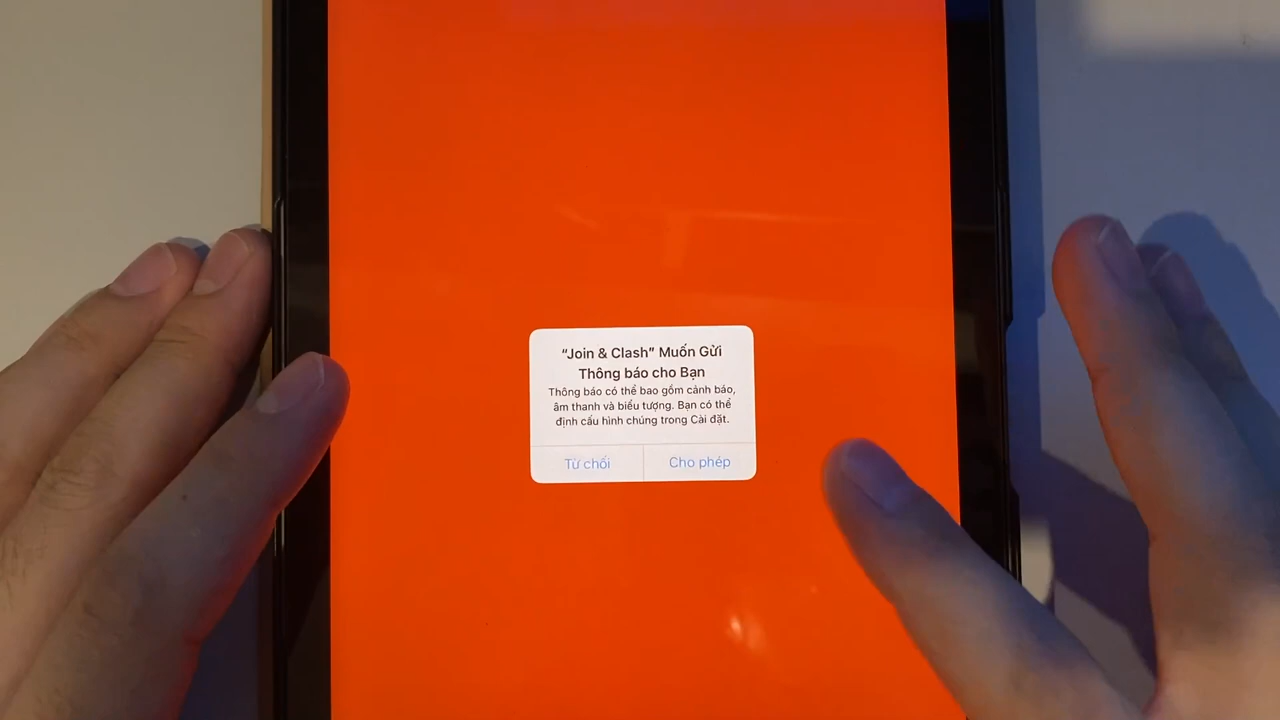 “Join & Clash” Muốn Gửi
Thông báo cho Bạn
Thông báo có thể bao gồm cảnh báo,
âm thanh và biểu tượng. Bạn có thể
định cấu hình chúng trong Cài đặt.
Từ chối
Cho phép